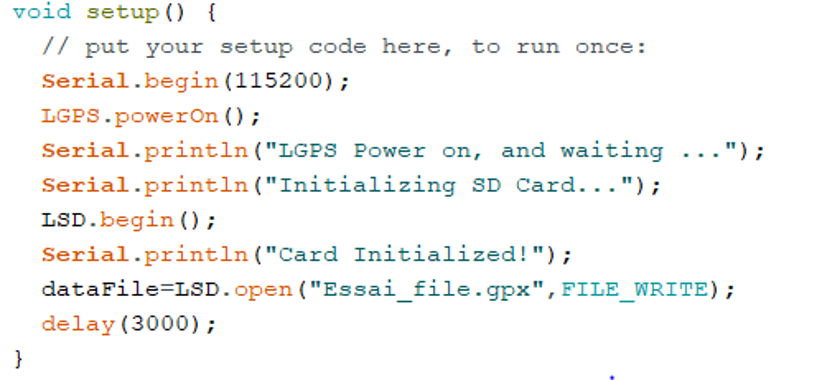 void setup() {
  // put your setup code here, to run once:
  Serial.begin(115200);
  LGPS.powerOn();
  Serial.println("LGPS Power on, and waiting ...");
  Serial.println("Initializing SD Card...");
  LSD.begin();
  Serial.println("Card Initialized!");
  dataFile=LSD.open("Essai_file.gpx",FILE_WRITE);
  delay(3000);
}